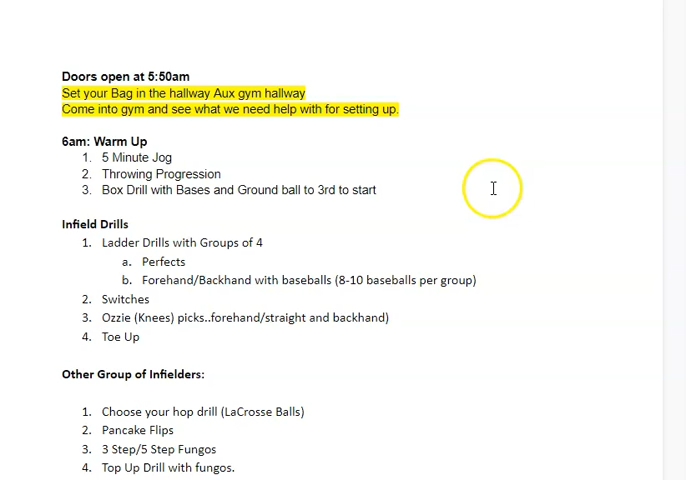 Doors open at 5:50am
Set your Bag in the hallway Aux gym hallway
Come into gym and see what we need help with for setting up.
6am: Warm Up
1. 5 Minute Jog
2. Throwing Progression
3. Box Drill with Bases and Ground ball to 3rd to start
Infield Drills
1. Ladder Drills with Groups of 4
a. Perfects
b. Forehand/Backhand with baseballs (8-10 baseballs per group)
2. Switches
3. Ozzie (Knees) picks..forehand/straight and backhand)
4. Toe Up
Other Group of Infielders:
1. Choose your hop drill (LaCrosse Balls)
2. Pancake Flips
3. 3 Step/5 Step Fungos
4. Top Up Drill with fungos.